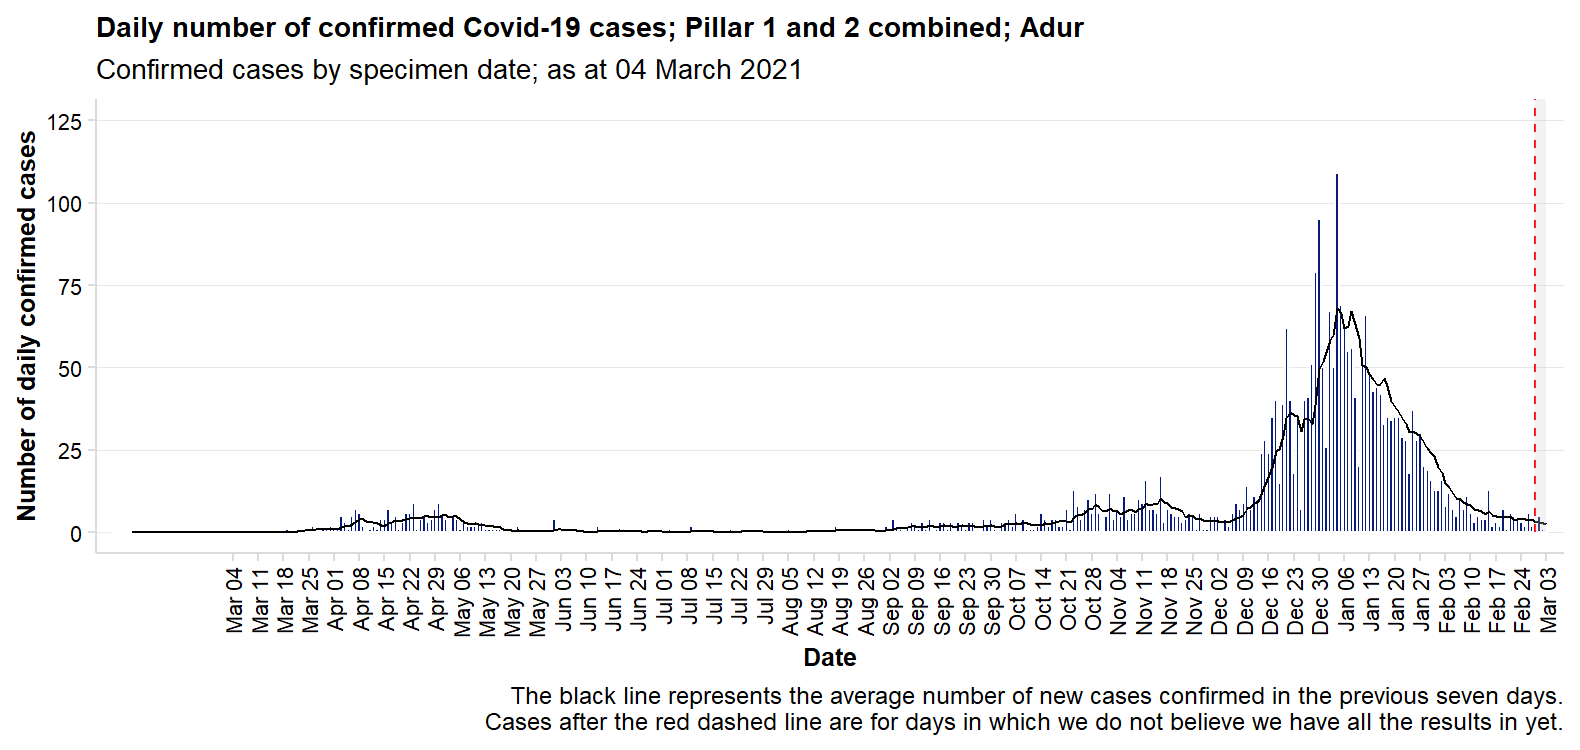 Daily number of confirmed Covid-19 cases; Pillar 1 and 2 combined; Adur
Confirmed cases by specimen date; as at 04 March 2021
Number of daily confirmed cases
125
100
75
50
25
0
Mar 04
Mar 11
Mar 18
Mar 25
Apr 01
Apr 08
Apr 15
Apr 22
Apr 29
May 06
May 13
May 20
May 27
Jun 03
Jun 10
Jun 17
Jun 24
Jul 01
Jul 08
Jul 15
Jul 22
Jul 29
Aug 05
Aug 12
Aug 19
Aug 26
Sep 02
Sep 09
Sep 16
Sep 23
Sep 30
Oct 07
Oct 14
Oct 21
Oct 28
Nov 04
Nov 11
Nov 18
Nov 25
Dec 02
Dec 09
Dec 16
Dec 23
Dec 30
Jan 06
Jan 13
Jan 20
Jan 27
Feb 03
Feb 10
Feb 17
Feb 24
Mar 03
Date
The black line represents the average number of new cases confirmed in the previous seven days.
Cases after the red dashed line are for days in which we do not believe we have all the results in yet.